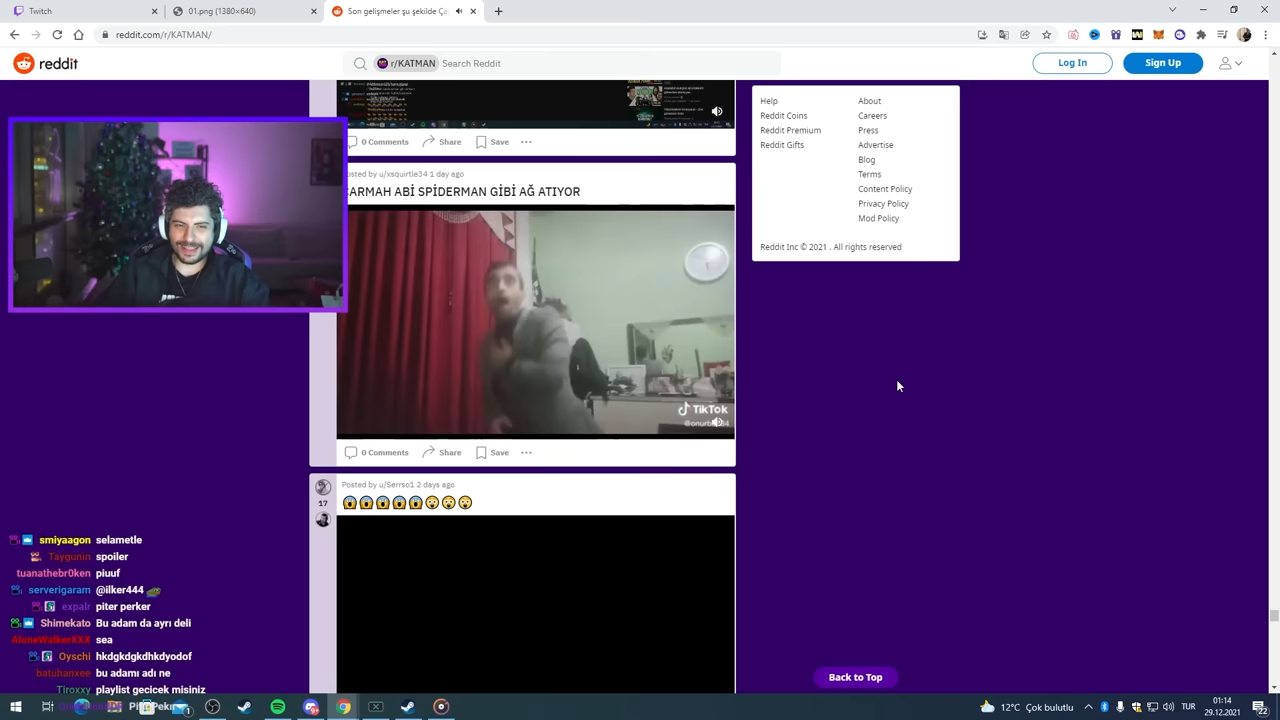 Twitch
01.png (1380×640)
Son gelişmeler şu şekilde Ça
reddit.com/r/KATMAN/
reddit
r/KATMAN Search Reddit
Log In
Sign Up
0 Comments Share Save
osted by u/xsquirtle34 1 day ago
ARMAH ABİ SPİDERMAN GİBİ AĞ ATIYOR
TikTok
0 Comments Share Save
Posted by u/Serrso1 2 days ago
17
Help About
Reddit Coins Careers
Reddit Premium Press
Reddit Gifts Advertise
Blog
Terms
Content Policy
Privacy Policy
Mod Policy
Reddit Inc © 2021 . All rights reserved
smiyaagon selametle
Taygunin spoiler
tuanathebr0ken piuuf
serverigaram @ilker444
expalr piter perker
Shimekato Bu adam da ayrı deli
AloneWalkerXXX sea
Oyschi hkdgkdgkdhkdyodof
batuhanxee bu adamı adı ne
Tiroxxy playla gecicek misiniz
Back to Top
12°C Çok bulutlu
TUR
01:14
29.12.2021
22